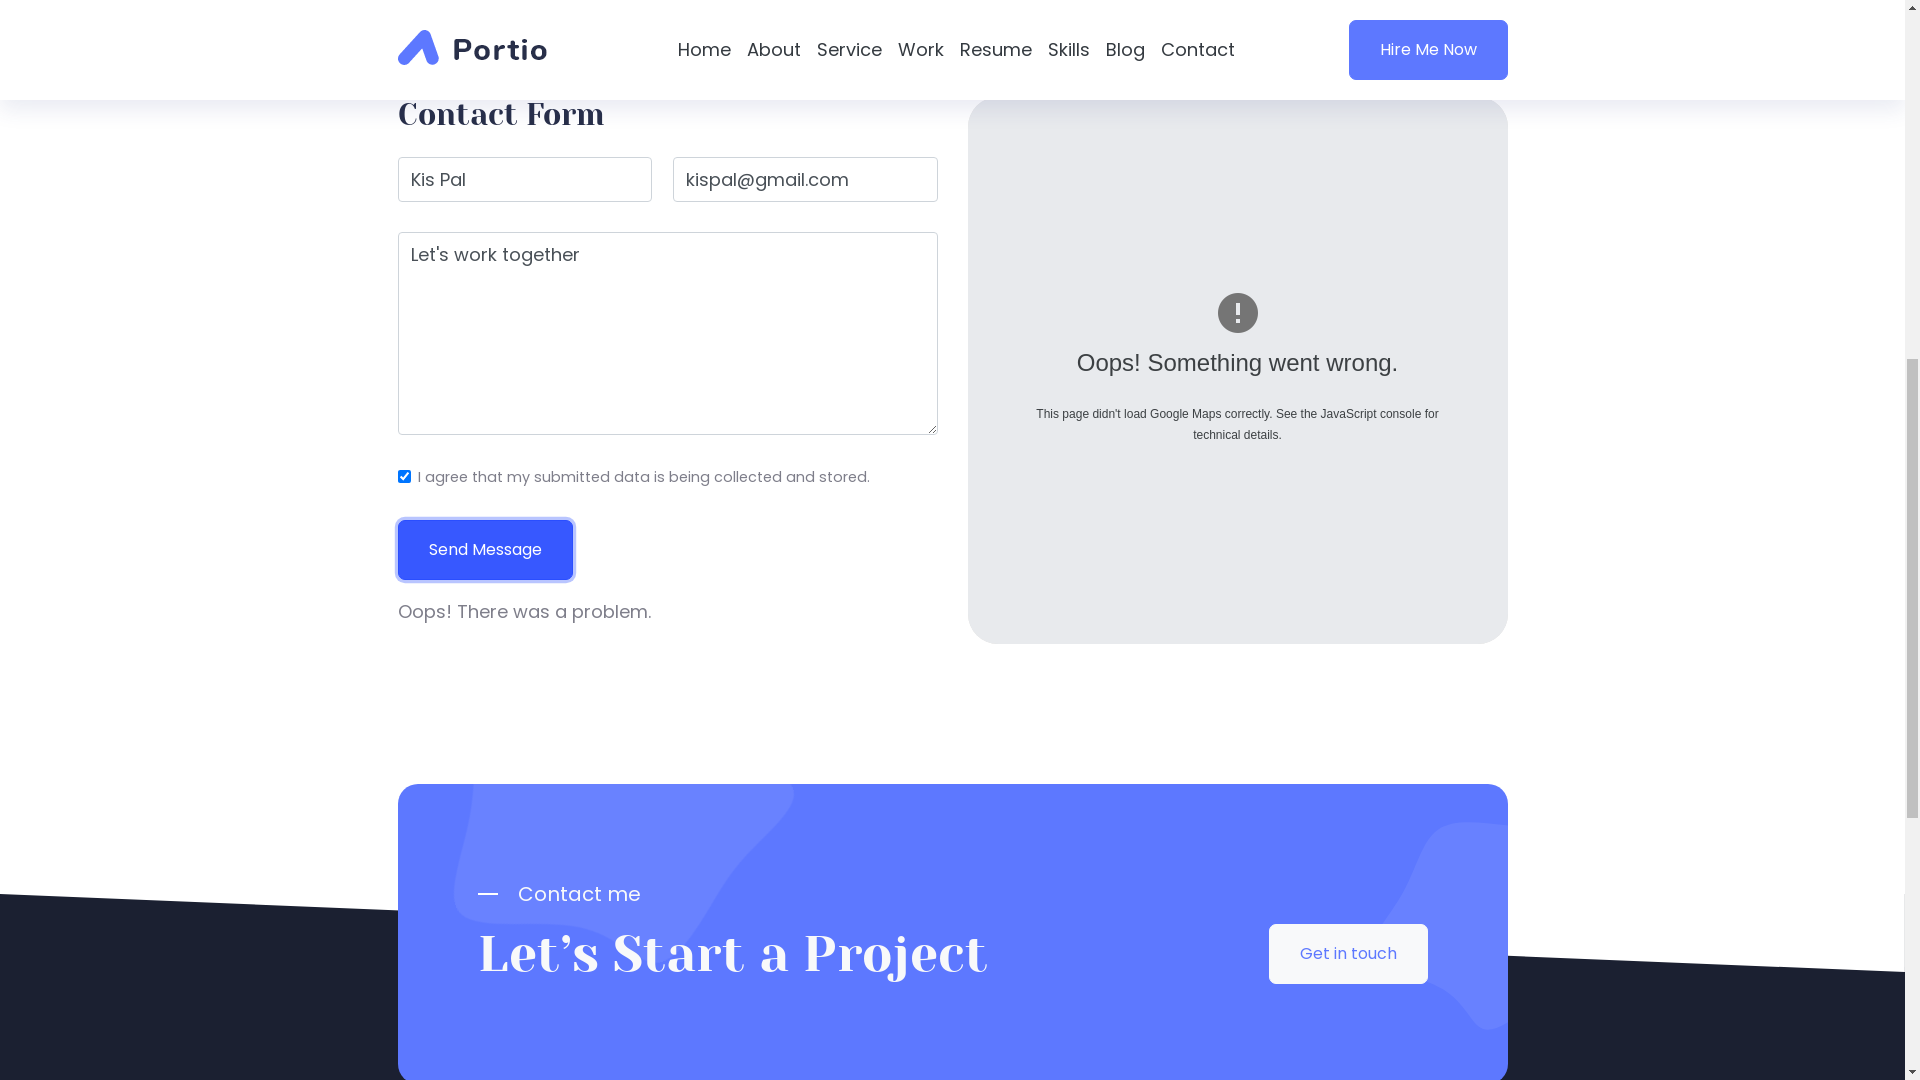 Portio
Home About Service Work Resume Skills Blog Contact
Hire Me Now
Contact Form
Kis Pal
kispal@gmail.com
Let's work together
I agree that my submitted data is being collected and stored.
Send Message
Oops! There was a problem.
Oops! Something went wrong.
This page didn't load Google Maps correctly. See the JavaScript console for
technical details.
Contact me
Let’s Start a Project
Get in touch